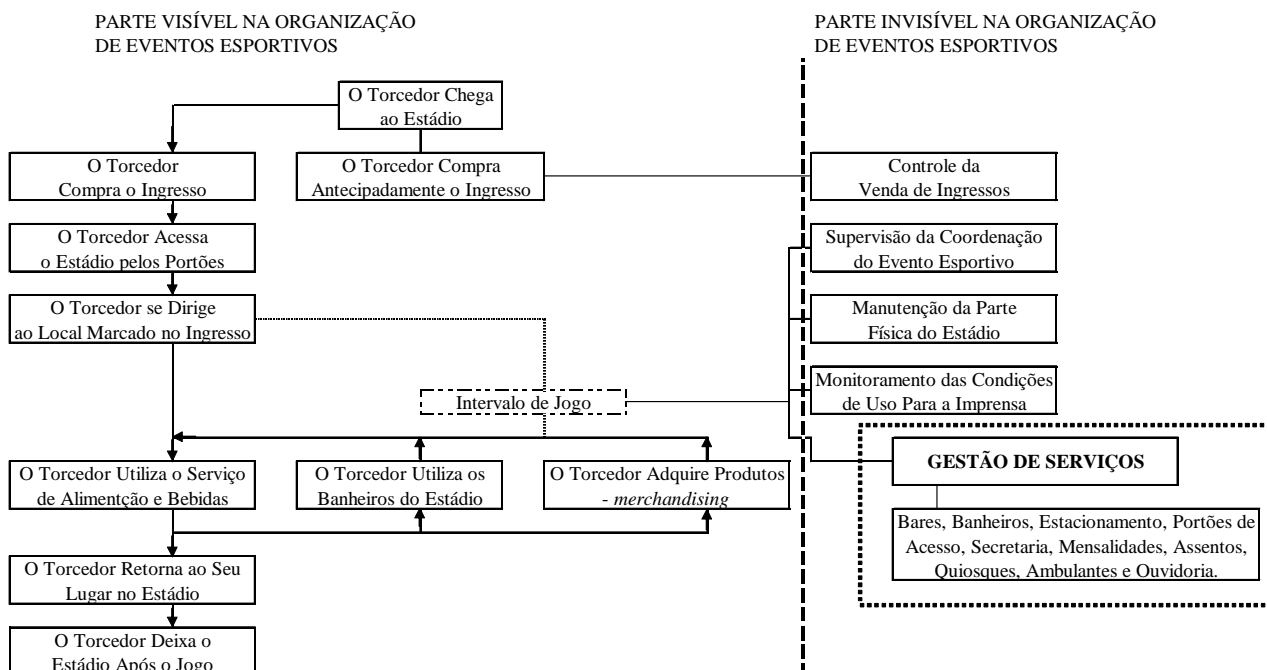 PARTE VISÍVEL NA ORGANIZAÇÃO
DE EVENTOS ESPORTIVOS
PARTE INVISÍVEL NA ORGANIZAÇÃO
DE EVENTOS ESPORTIVOS
O Torcedor Chega
ao Estádio
O Torcedor
Compra o Ingresso
O Torcedor Compra
Antecipadamente o Ingresso
Controle da
Venda de Ingressos
O Torcedor Acessa
o Estádio pelos Portões
Supervisão da Coordenação
do Evento Esportivo
O Torcedor se Dirige
ao Local Marcado no Ingresso
Manutenção da Parte
Física do Estádio
Intervalo de Jogo
Monitoramento das Condições
de Uso Para a Imprensa
O Torcedor Utiliza o Serviço
de Alimentção e Bebidas
O Torcedor Utiliza os
Banheiros do Estádio
O Torcedor Adquire Produtos
- merchandising
GESTÃO DE SERVIÇOS
Bares, Banheiros, Estacionamento, Portões de
Acesso, Secretaria, Mensalidades, Assentos,
Quiosques, Ambulantes e Ouvidoria.
O Torcedor Retorna ao Seu
Lugar no Estádio
O Torcedor Deixa o
Estádio Após o Jogo